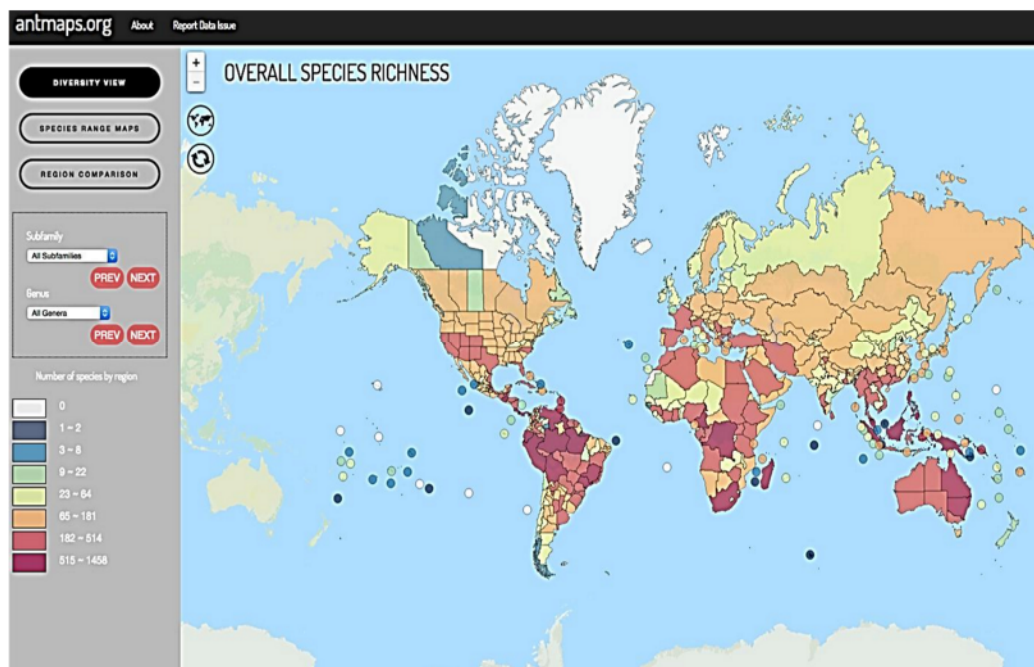 antmaps.org About Report Data Issue
+
−
OVERALL SPECIES RICHNESS
DIVERSITY VIEW
SPECIES RANGE MAPS
REGION COMPARISON
Subfamily
All Subfamilies
PREV NEXT
Genus
All Genera
PREV NEXT
Number of species by region
0
1 – 2
3 – 8
9 – 22
23 – 64
65 – 181
182 – 514
515 – 1458